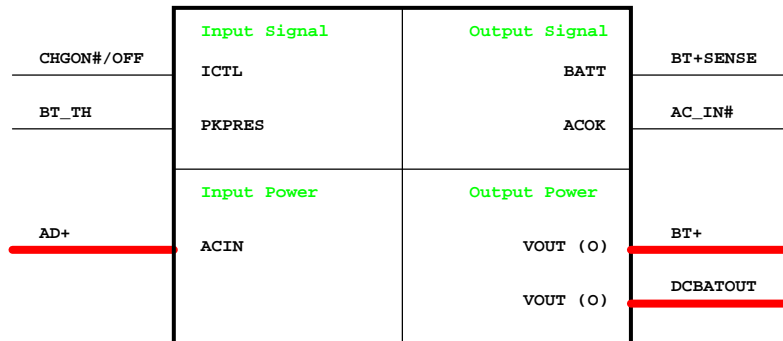 Input Signal Output Signal
CHGON#/OFF ICTL BATT BT+SENSE
BT_TH PKPRES ACOK AC_IN#
Input Power Output Power
AD+ ACIN VOUT (O) BT+
VOUT (O) DCBATOUT